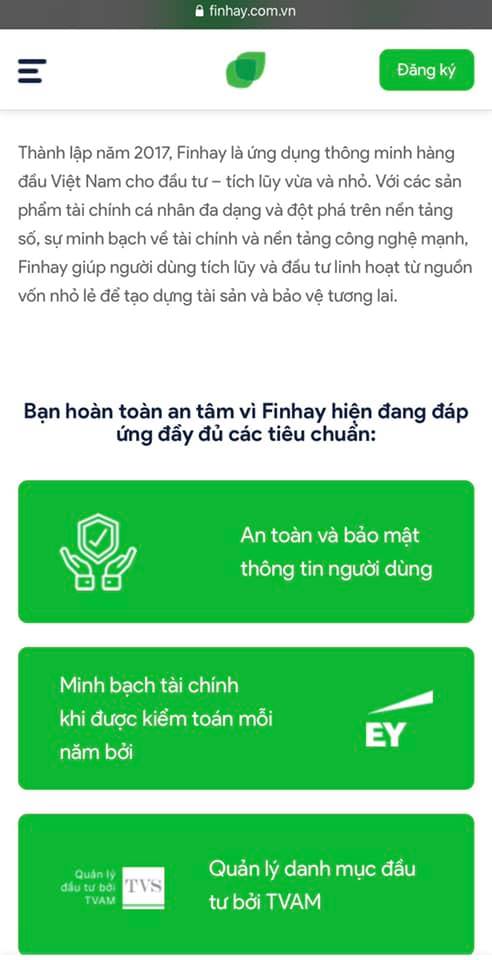 finhay.com.vn
Đăng ký
Thành lập năm 2017, Finhay là ứng dụng thông minh hàng
đầu Việt Nam cho đầu tư – tích lũy vừa và nhỏ. Với các sản
phẩm tài chính cá nhân đa dạng và đột phá trên nền tảng
số, sự minh bạch về tài chính và nền tảng công nghệ mạnh,
Finhay giúp người dùng tích lũy và đầu tư linh hoạt từ nguồn
vốn nhỏ lẻ để tạo dựng tài sản và bảo vệ tương lai.
Bạn hoàn toàn an tâm vì Finhay hiện đang đáp
ứng đầy đủ các tiêu chuẩn:
An toàn và bảo mật
thông tin người dùng
Minh bạch tài chính
khi được kiểm toán mỗi
năm bởi
EY
Quản lý
đầu tư bởi
TVAM
TVS
Quản lý danh mục đầu
tư bởi TVAM